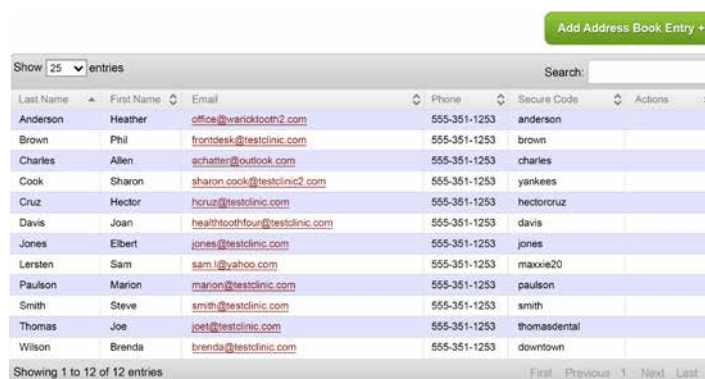 Add Address Book Entry +
Show 25 entries
Search:
Last Name First Name Email Phone Secure Code Actions
Anderson Heather office@waricktooth2.com 555-351-1253 anderson
Brown Phil frontdesk@testclinic.com 555-351-1253 brown
Charles Allen achatter@outlook.com 555-351-1253 charles
Cook Sharon sharon.cook@testclinic2.com 555-351-1253 yankees
Cruz Hector hcruz@testclinic.com 555-351-1253 hectorcruz
Davis Joan healthtoothfour@testclinic.com 555-351-1253 davis
Jones Elbert jones@testclinic.com 555-351-1253 jones
Lersten Sam sam.l@yahoo.com 555-351-1253 maxxie20
Paulson Marion marion@testclinic.com 555-351-1253 paulson
Smith Steve smith@testclinic.com 555-351-1253 smith
Thomas Joe joet@testclinic.com 555-351-1253 thomasdental
Wilson Brenda brenda@testclinic.com 555-351-1253 downtown
Showing 1 to 12 of 12 entries
First Previous 1 Next Last